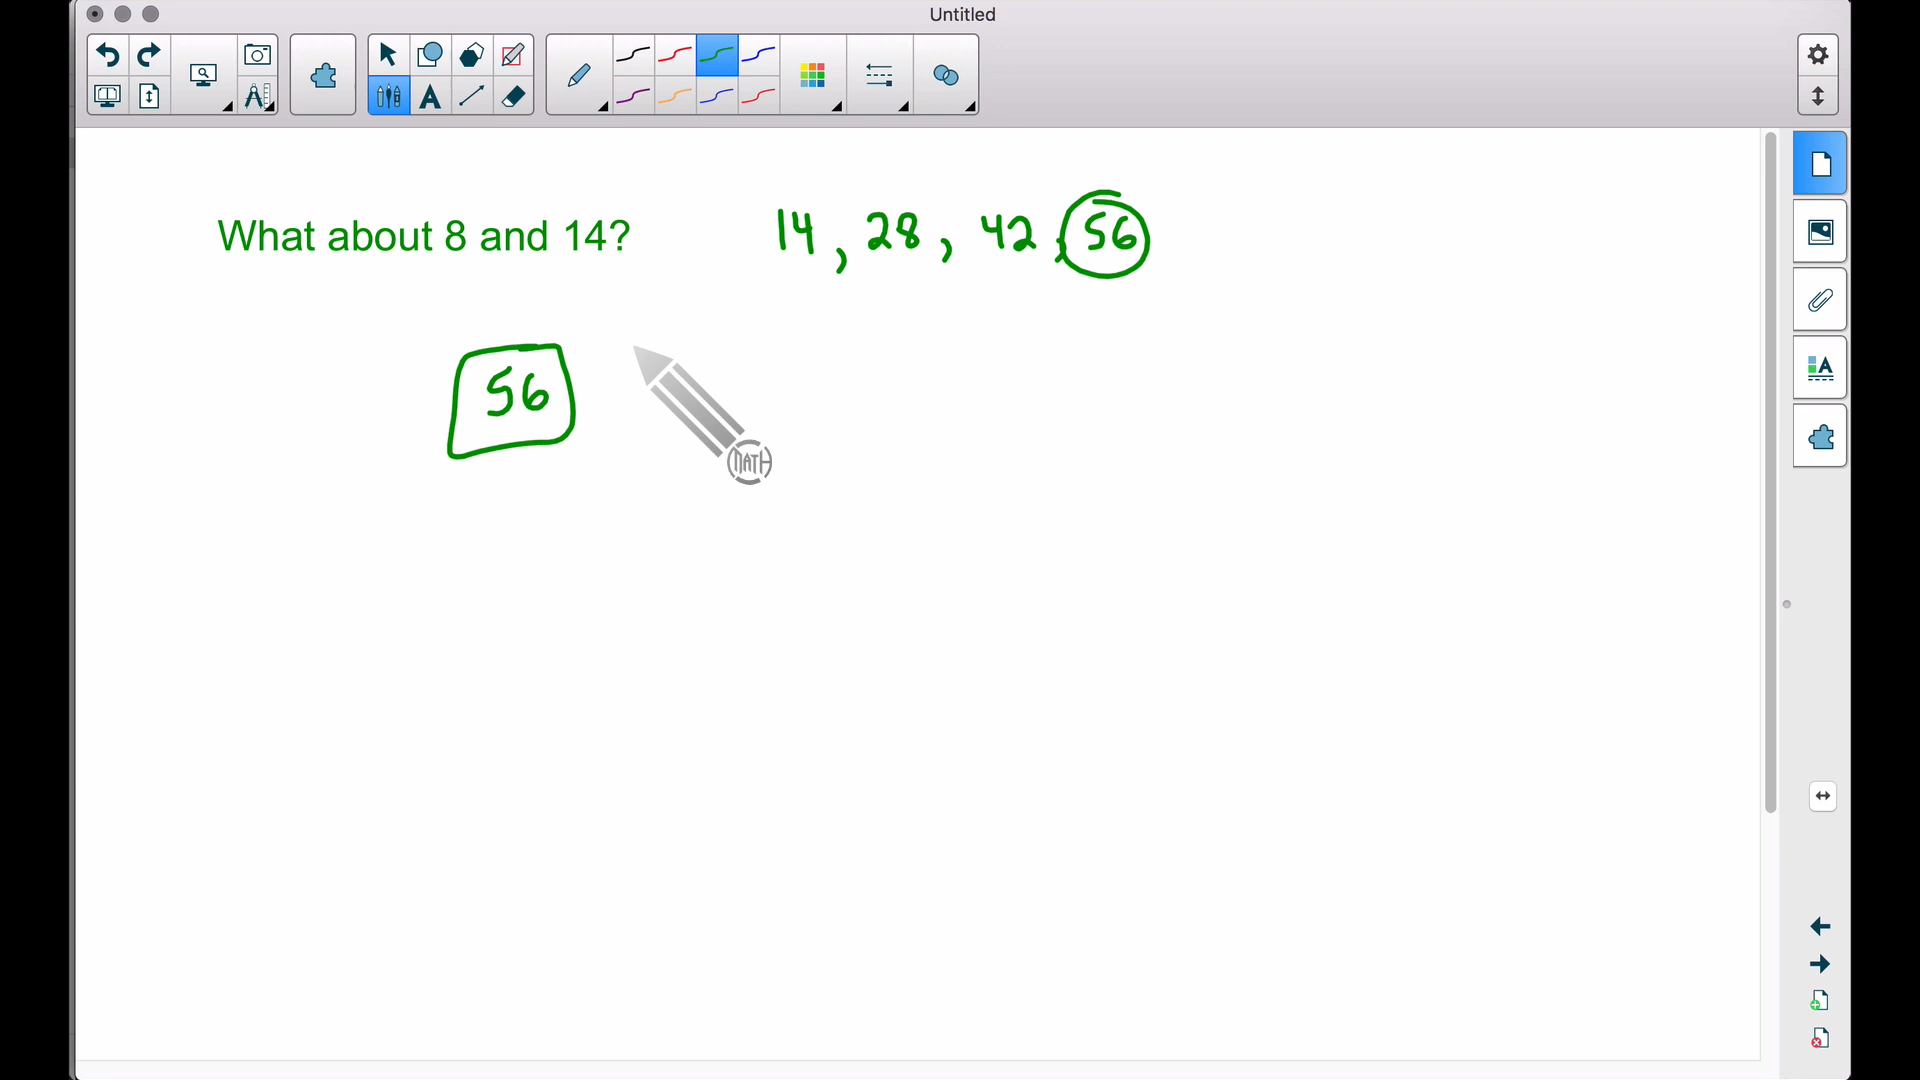 Untitled
What about 8 and 14?
14, 28, 42, 56
56
MATH